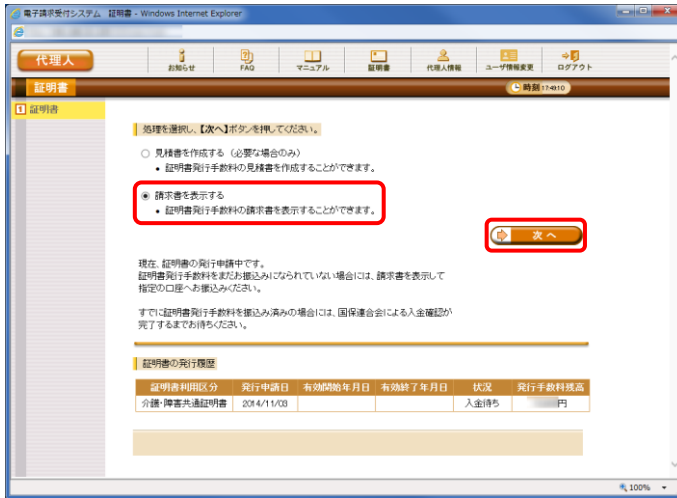 電子請求受付システム 証明書 - Windows Internet Explorer
代理人
お知らせ
FAQ
マニュアル
証明書
代理人情報
ユーザ情報変更
ログアウト
証明書
時刻 17:49:10
1 証明書
処理を選択し、【次へ】ボタンを押してください。
見積書を作成する（必要な場合のみ）
• 証明書発行手数料の見積書を作成することができます。
請求書を表示する
• 証明書発行手数料の請求書を表示することができます。
次へ
現在、証明書の発行申請中です。
証明書発行手数料をまだお振込みになられていない場合には、請求書を表示して
指定の口座へお振込みください。
すでに証明書発行手数料を振込み済みの場合には、国保連合会による入金確認が
完了するまでお待ちください。
証明書の発行履歴
証明書利用区分 発行申請日 有効開始年月日 有効終了年月日 状況 発行手数料残高
介護・障害共通証明書 2014/11/03 入金待ち 円
100%